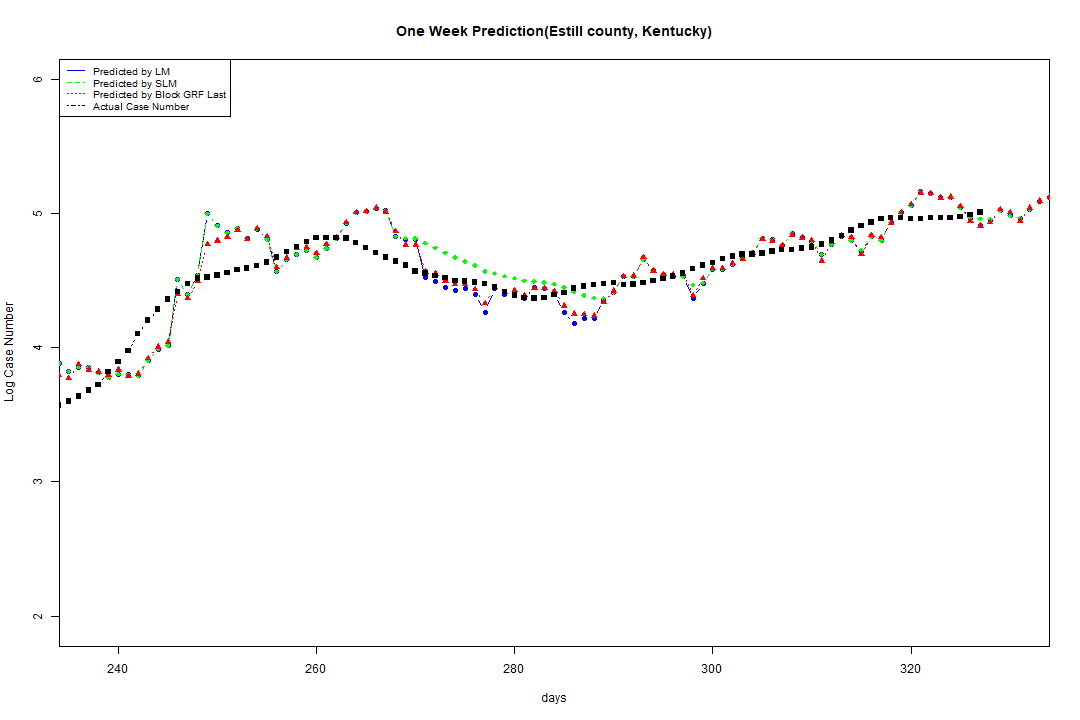 One Week Prediction(Estill county, Kentucky)
Predicted by LM
Predicted by SLM
Predicted by Block GRF Last
Actual Case Number
6
5
4
3
2
Log Case Number
240 260 280 300 320
days